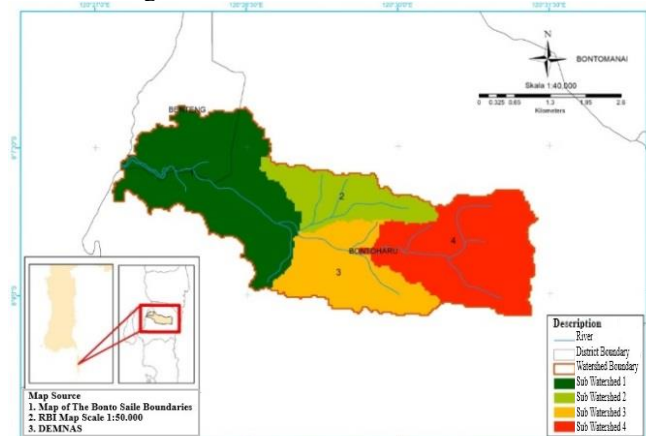 N
BONTOMANAI
Skala 1:40,000
0 0.325 0.65 1.3 1.95 2.6
Kilometers
BONTENG
2
BONTOHARU
4
3
Description
River
District Boundary
Watershed Boundary
Sub Watershed 1
Sub Watershed 2
Sub Watershed 3
Sub Watershed 4
Map Source
1. Map of The Bonto Saile Boundaries
2. RBI Map Scale 1:50.000
3. DEMNAS